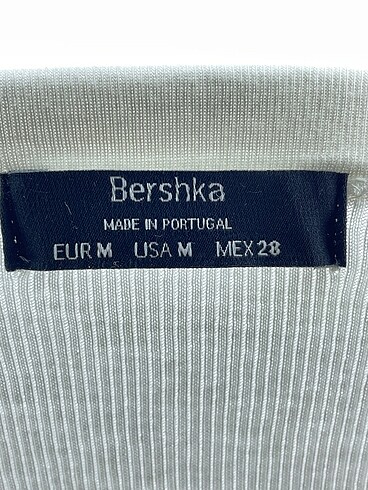 Bershka
MADE IN PORTUGAL
EUR M USA M MEX 28